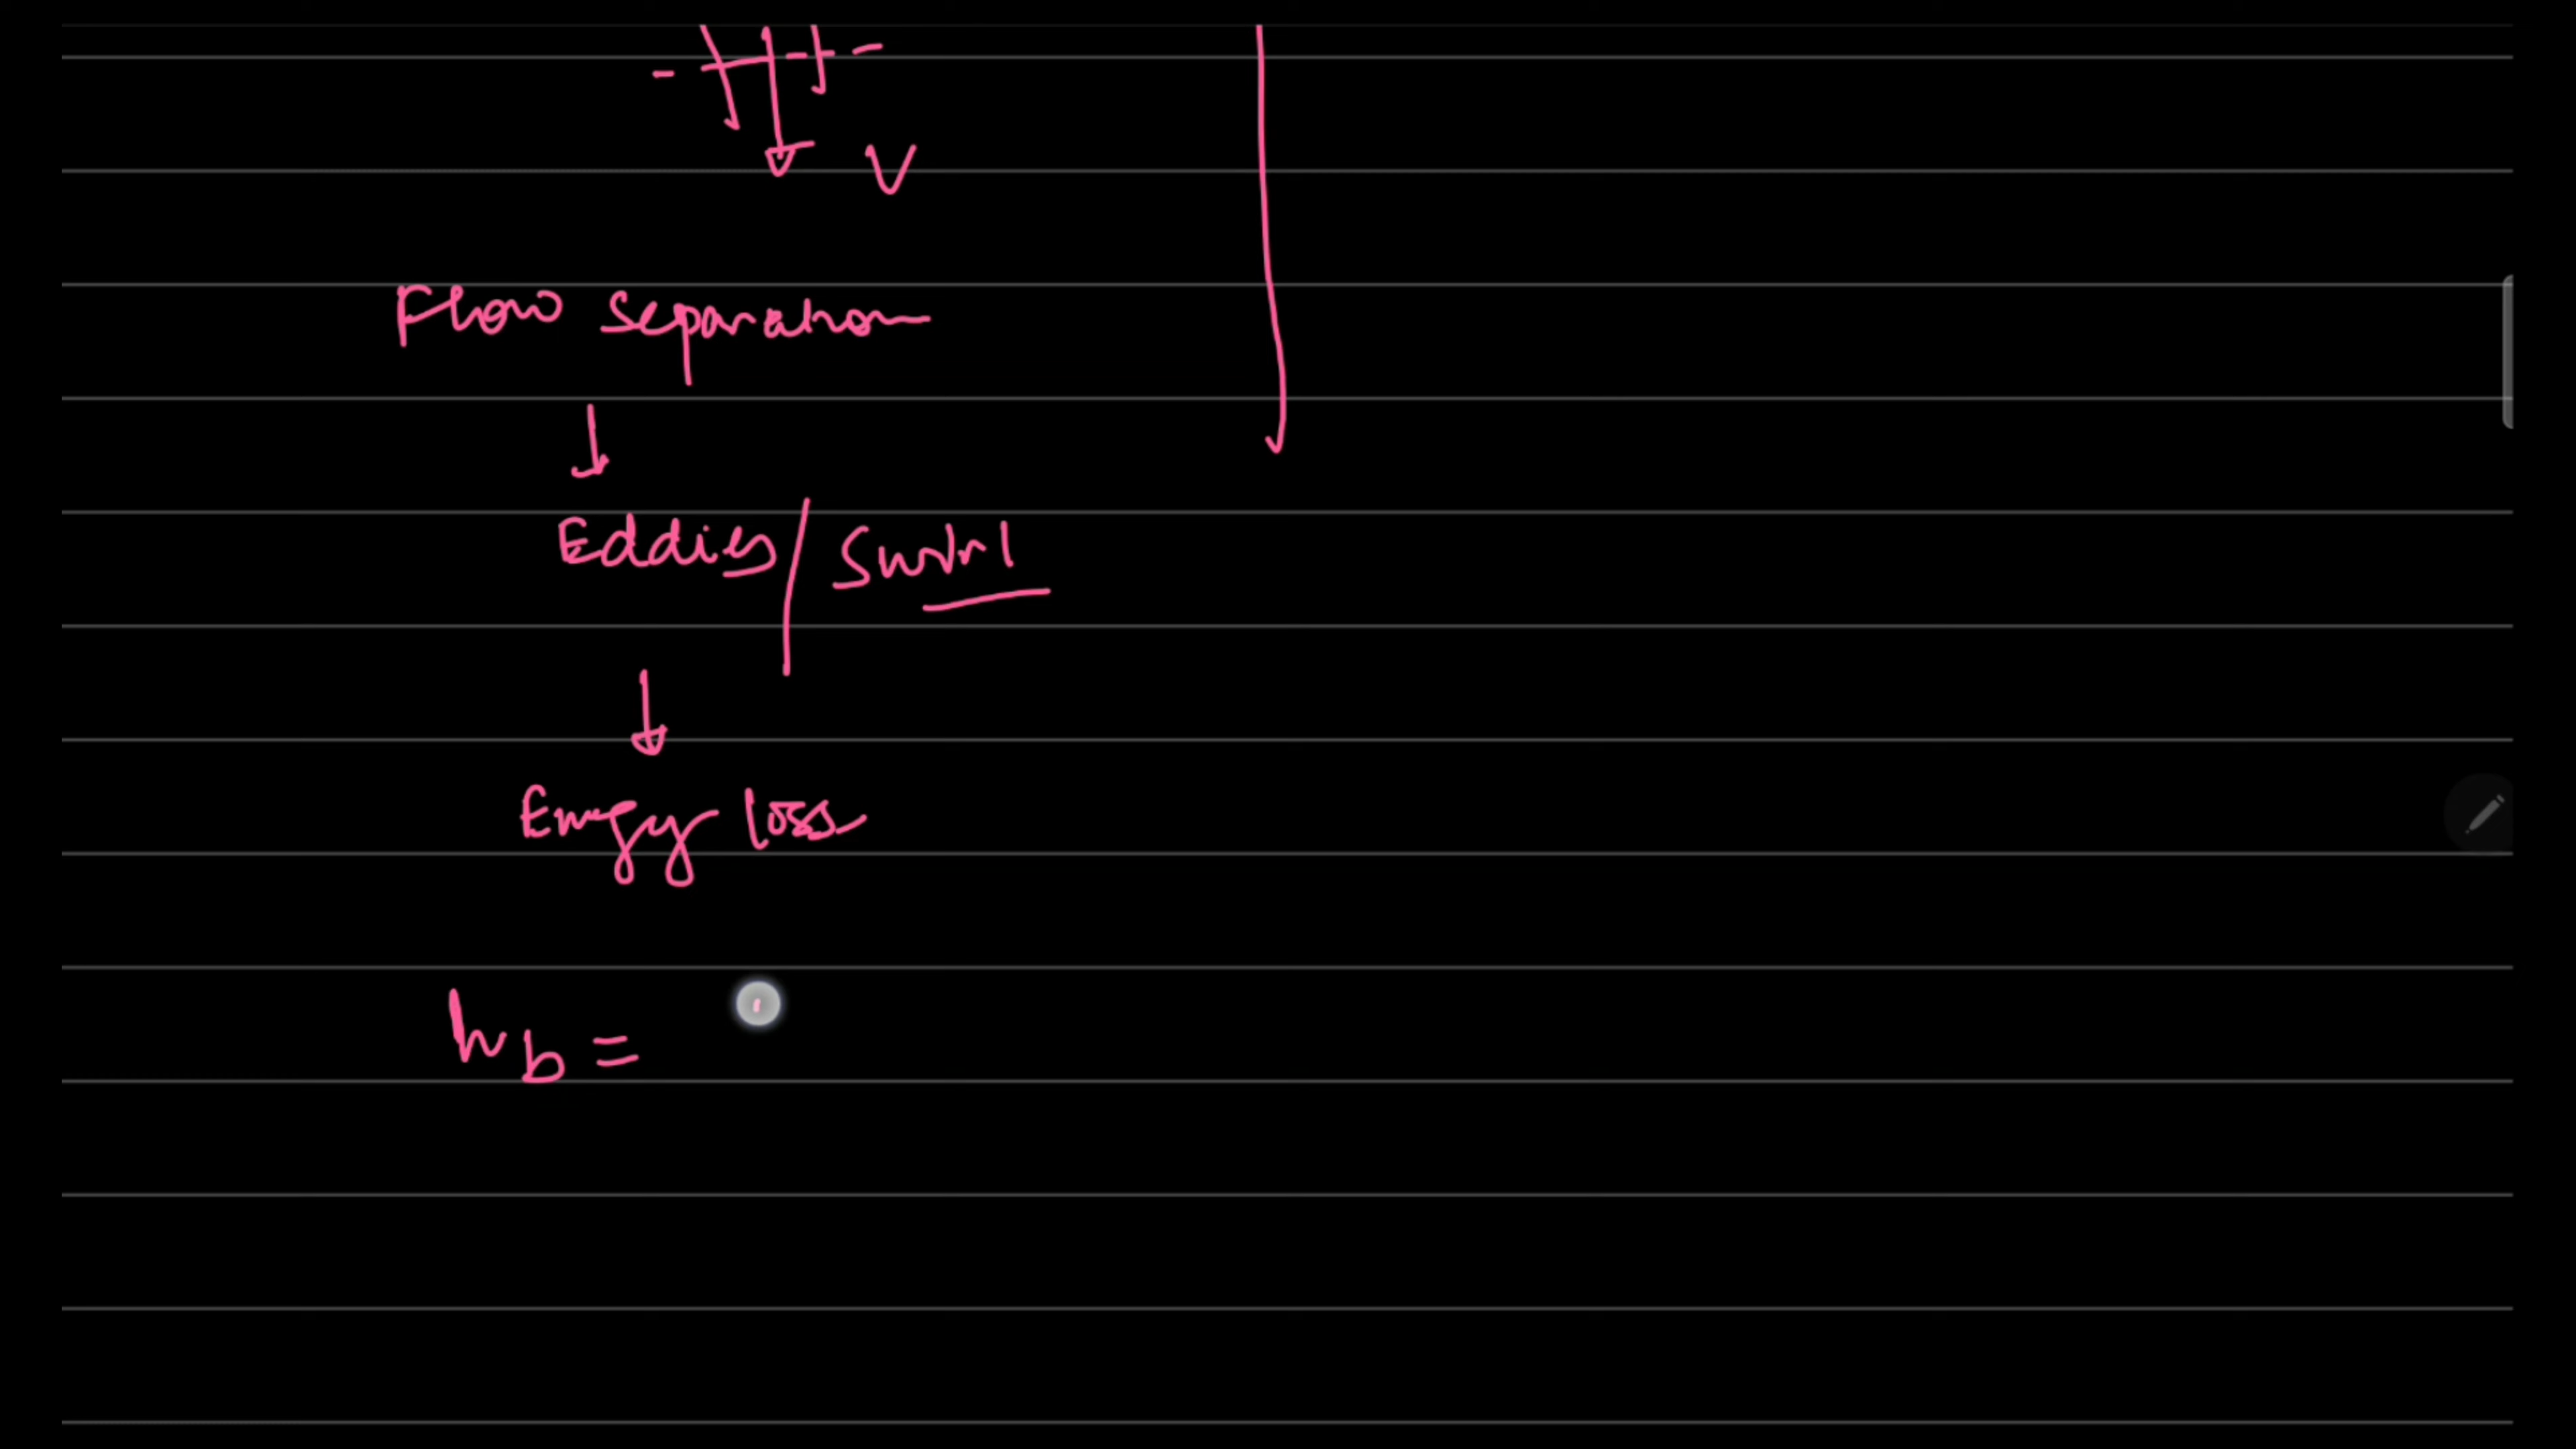 V
Flow separation
Eddies / Swirl
Energy loss
h_b =